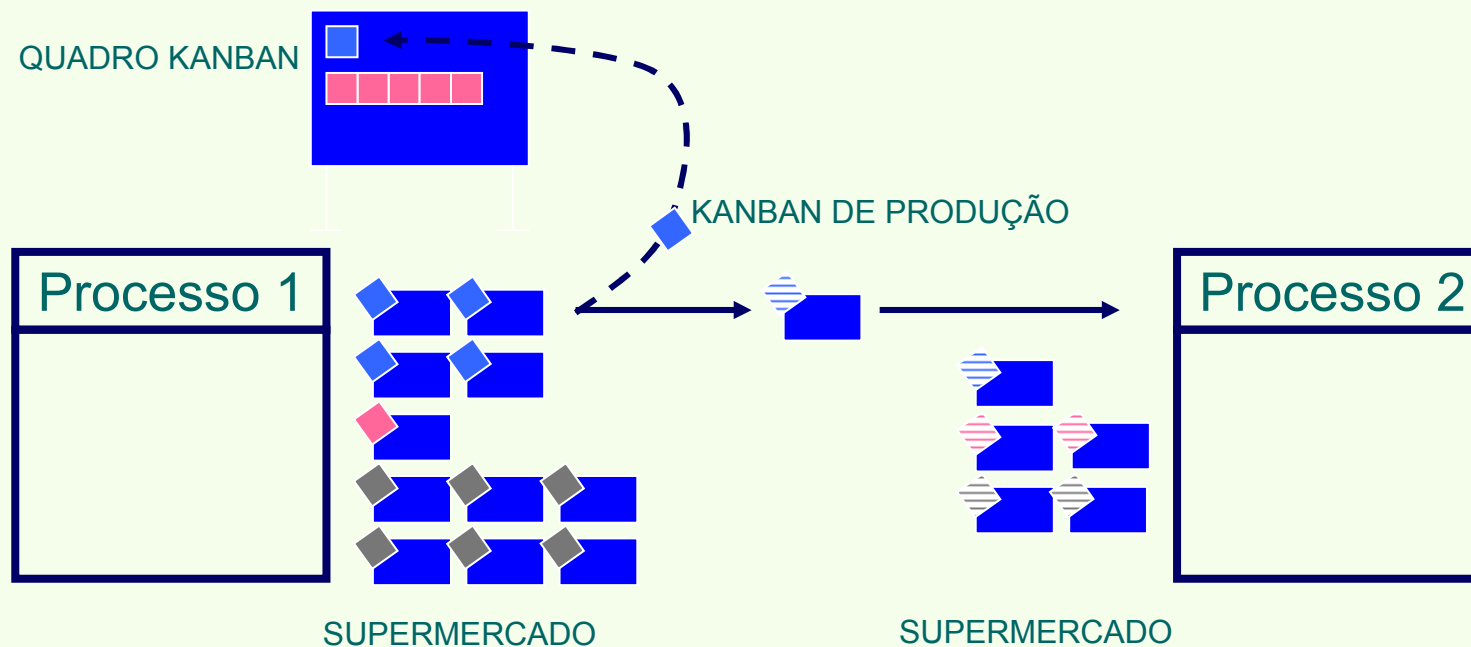 QUADRO KANBAN
KANBAN DE PRODUÇÃO
Processo 1
Processo 2
SUPERMERCADO
SUPERMERCADO